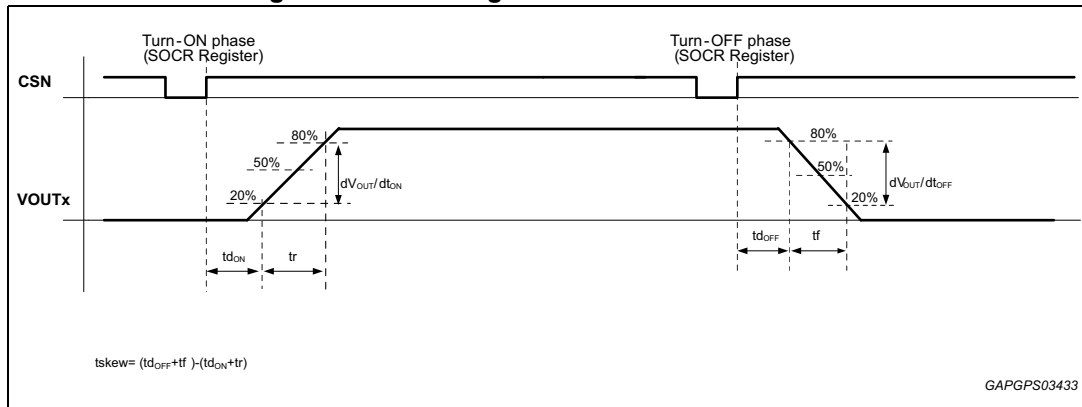 Turn-ON phase
(SOCR Register)
Turn-OFF phase
(SOCR Register)
CSN
80%
80%
50%
50%
dVOUT/dtON
dVOUT/dtOFF
20%
20%
VOUTx
tdON
tr
tdOFF
tf
tskew= (tdOFF+tf )-(tdON+tr)
GAPGPS03433